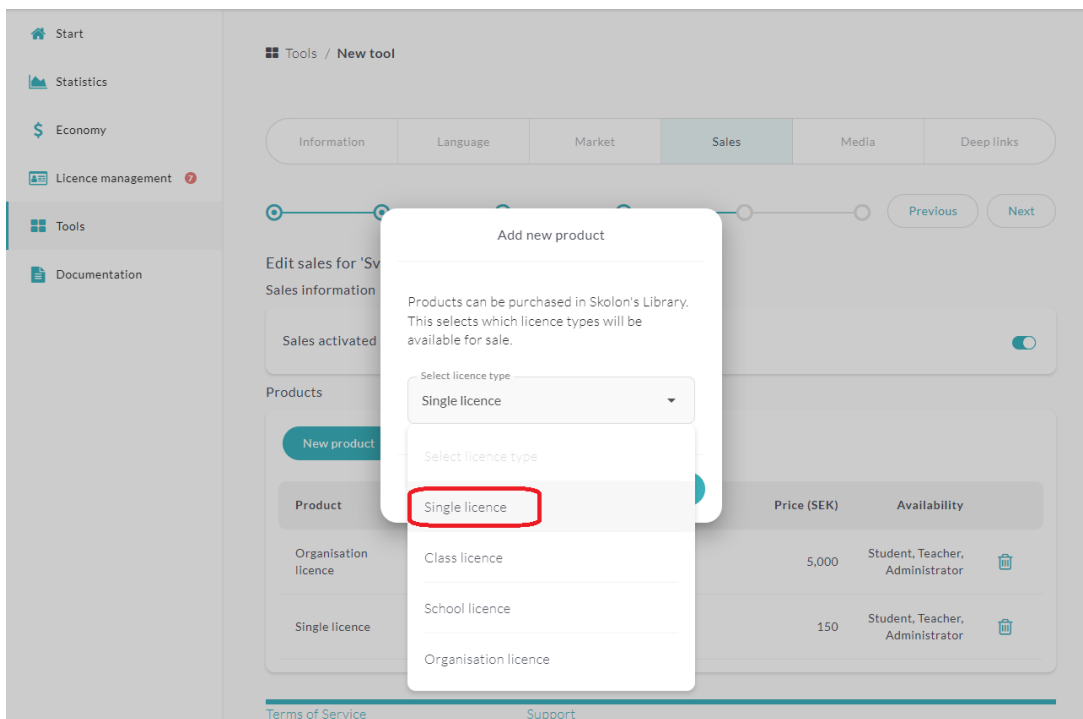 Start
Statistics
Economy
Licence management 7
Tools
Documentation
Tools / New tool
Information Language Market Sales Media Deep links
Previous Next
Edit sales for 'Sv
Sales information
Sales activated
Products
New product
Product Price (SEK) Availability
Organisation
licence
5,000
Student, Teacher,
Administrator
Single licence
150
Student, Teacher,
Administrator
Add new product
Products can be purchased in Skolon's Library.
This selects which licence types will be
available for sale.
Select licence type
Single licence
Select licence type
Single licence
Class licence
School licence
Organisation licence
Terms of Service Support